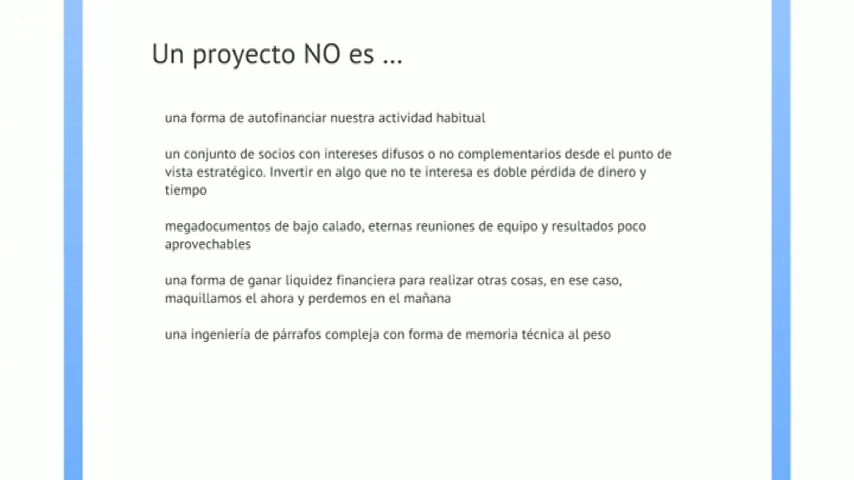 Un proyecto NO es ...
una forma de autofinanciar nuestra actividad habitual
un conjunto de socios con intereses difusos o no complementarios desde el punto de
vista estratégico. Invertir en algo que no te interesa es doble pérdida de dinero y
tiempo
megadocumentos de bajo calado, eternas reuniones de equipo y resultados poco
aprovechables
una forma de ganar liquidez financiera para realizar otras cosas, en ese caso,
maquillamos el ahora y perdemos en el mañana
una ingeniería de párrafos compleja con forma de memoria técnica al peso